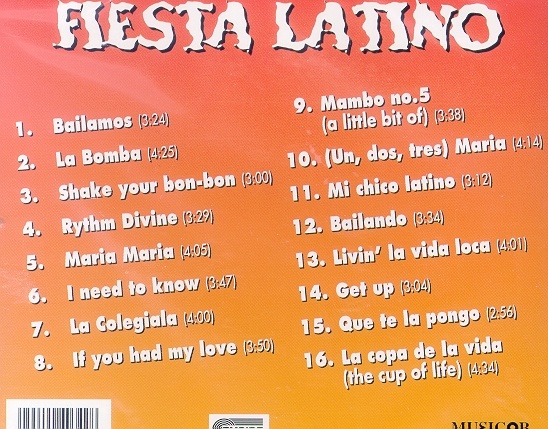 FIESTA LATINO
1. Bailamos (3:24)
2. La Bomba (4:25)
3. Shake your bon-bon (3:00)
4. Rythm Divine (3:29)
5. Maria Maria (4:05)
6. I need to know (3:47)
7. La Colegiala (4:00)
8. If you had my love (3:50)
9. Mambo no.5
(a little bit of) (3:38)
10. (Un, dos, tres) Maria (4:14)
11. Mi chico latino (3:12)
12. Bailando (3:34)
13. Livin' la vida loca (4:01)
14. Get up (3:04)
15. Que te la pongo (2:56)
16. La copa de la vida
(the cup of life) (4:34)